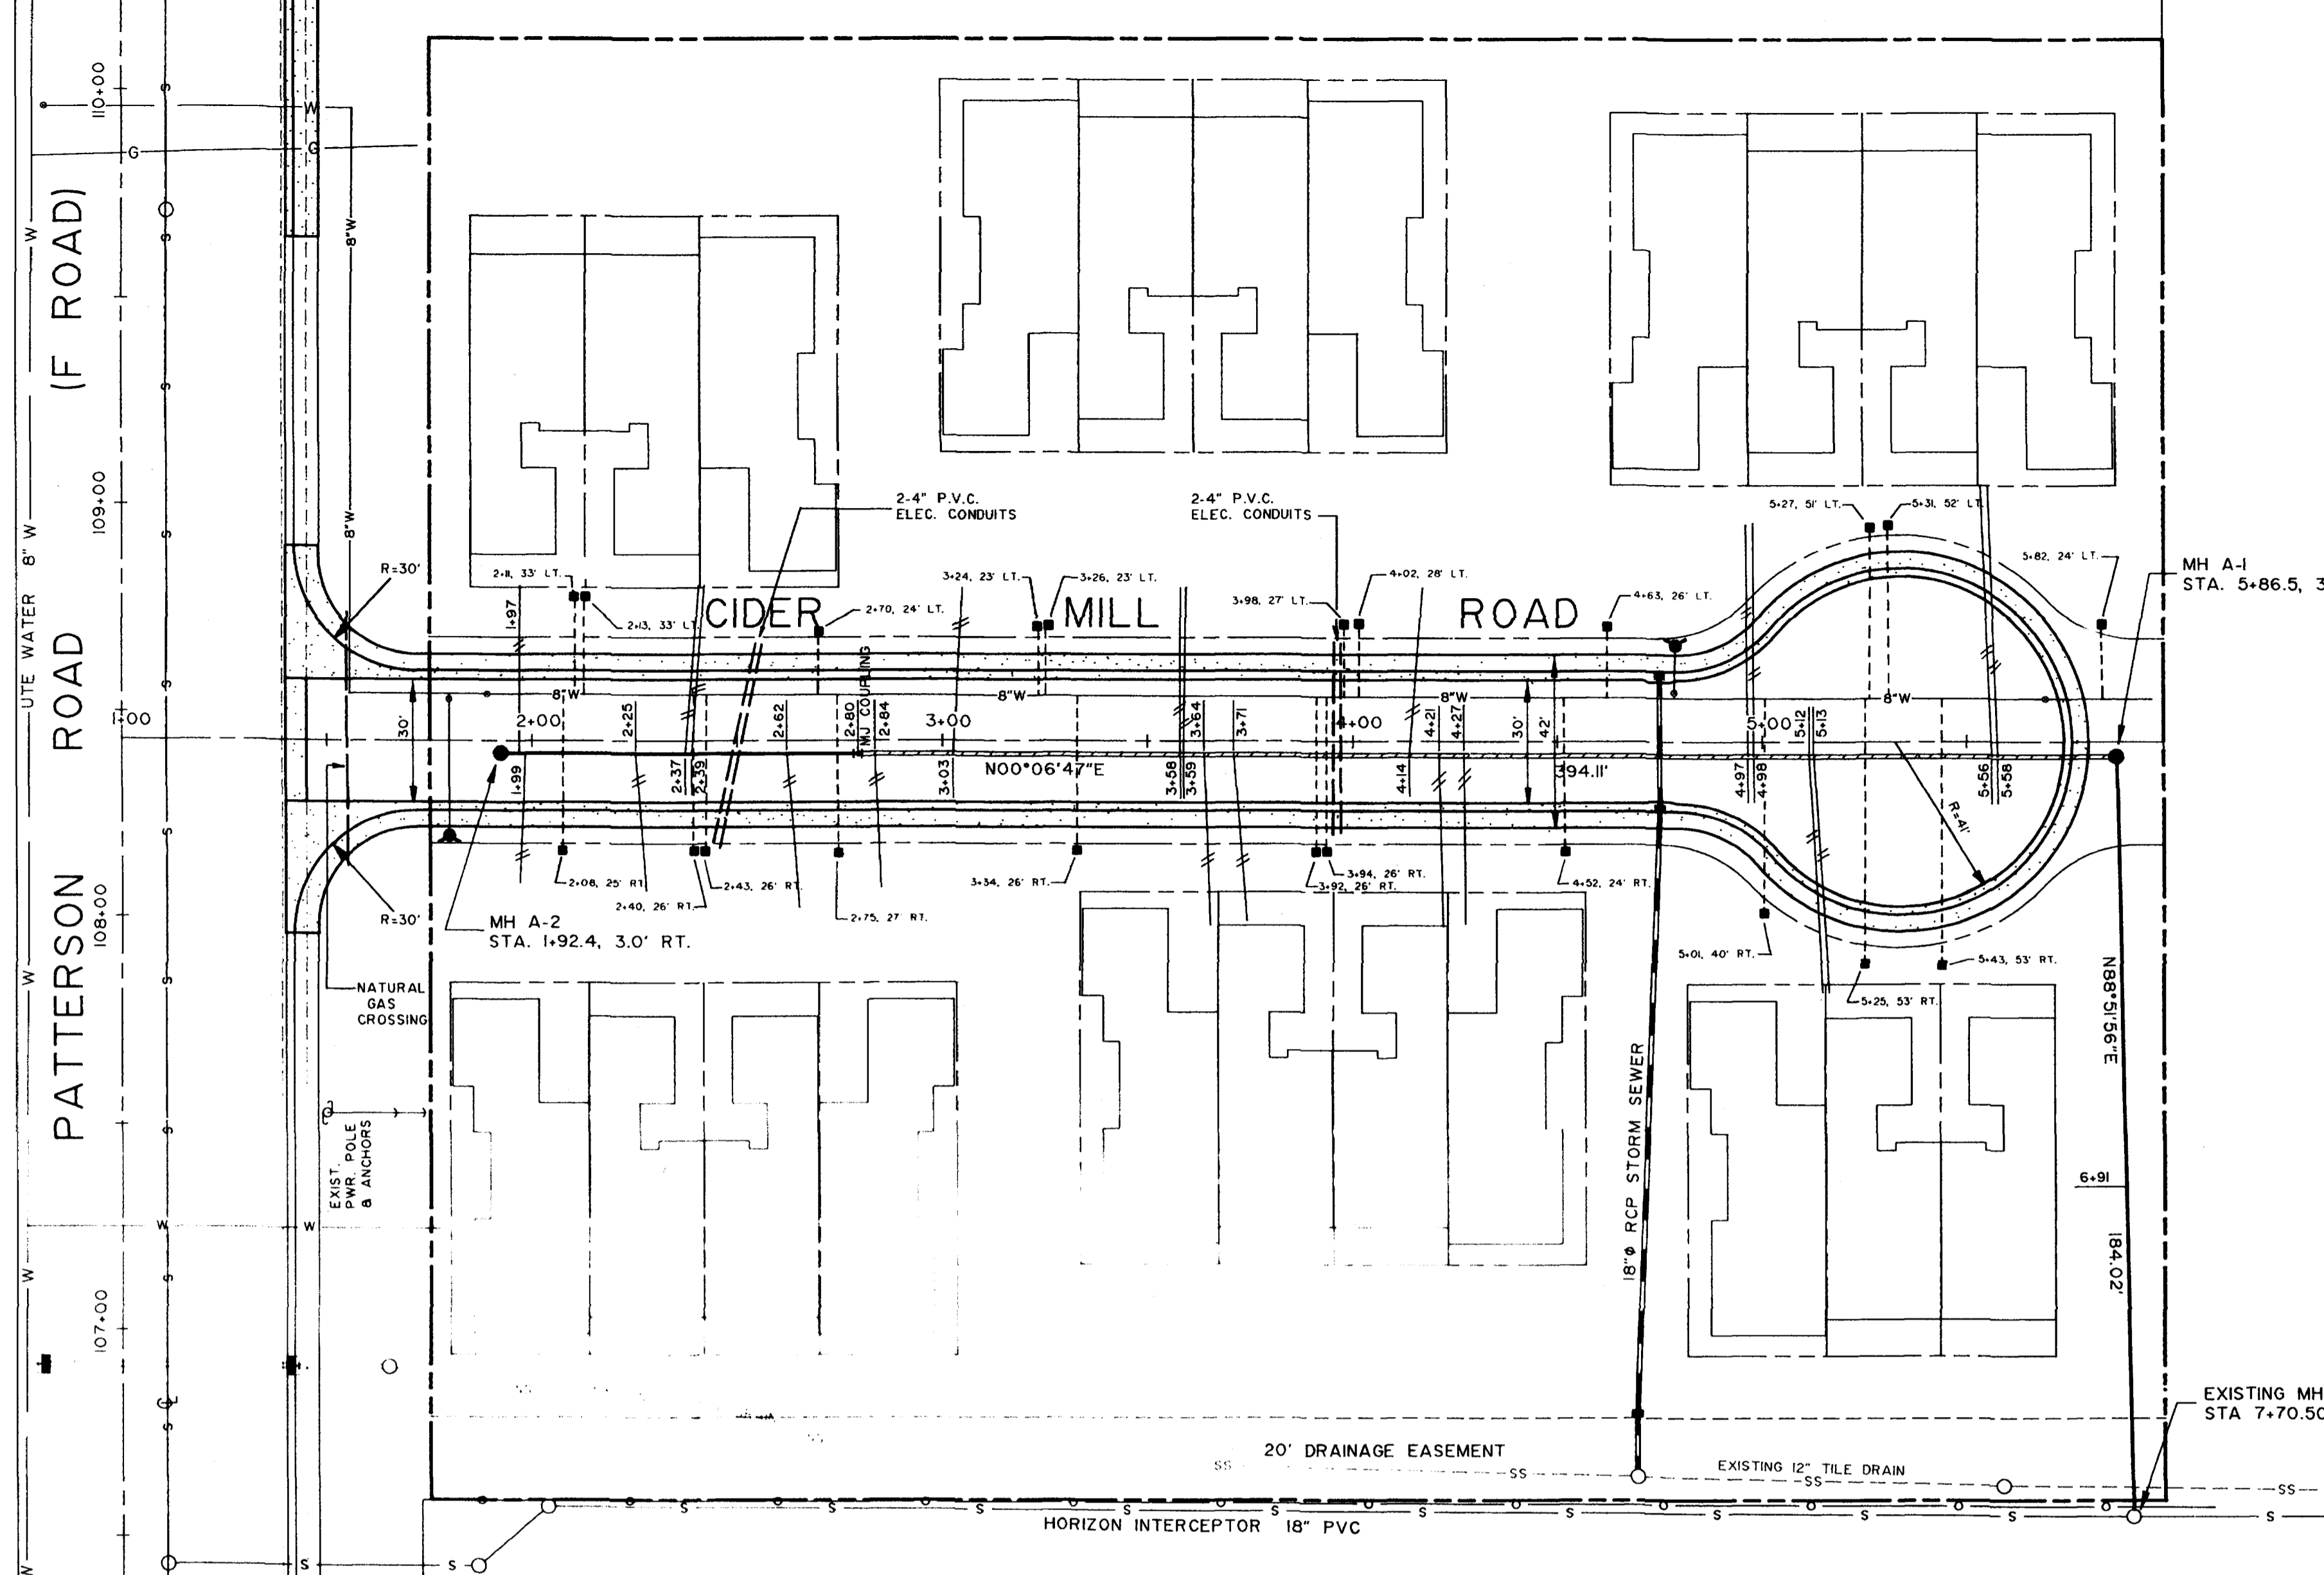 UTE WATER 8" W
PATTERSON ROAD (F ROAD)
110+00
109+00
108+00
107+00
1+00
W
G
8"W
8"W
R=30'
R=30'
30'
2-4" P.V.C.
ELEC. CONDUITS
2-4" P.V.C.
ELEC. CONDUITS
CIDER MILL ROAD
2+11, 33' LT.
2+13, 33' LT.
2+70, 24' LT.
3+24, 23' LT.
3+26, 23' LT.
3+98, 27' LT.
4+02, 28' LT.
4+63, 26' LT.
5+27, 51' LT.
5+31, 52' LT.
5+82, 24' LT.
MH A-1
STA. 5+86.5, 3
1+97
8"W
8"W
8"W
8"W
2+00
3+00
4+00
5+00
1+99
2+25
2+37
2+39
2+62
2+80
MJ COUPLING
2+84
3+03
N00°06'47"E
3+58
3+59
3+64
3+71
4+14
4+21
4+27
30'
42'
394.11'
4+97
4+98
5+12
5+13
5+56
5+58
R=41'
2+08, 25' RT.
2+40, 26' RT.
2+43, 26' RT.
2+75, 27' RT.
3+34, 26' RT.
3+92, 26' RT.
3+94, 26' RT.
4+52, 24' RT.
5+01, 40' RT.
5+25, 53' RT.
5+43, 53' RT.
MH A-2
STA. 1+92.4, 3.0' RT.
NATURAL
GAS
CROSSING
EXIST.
PWR. POLE
& ANCHORS
18"Φ RCP STORM SEWER
N88°51'56"E
184.02'
6+91
EXISTING MH
STA 7+70.50
20' DRAINAGE EASEMENT
EXISTING 12" TILE DRAIN
SS
SS
SS
SS
HORIZON INTERCEPTOR 18" PVC